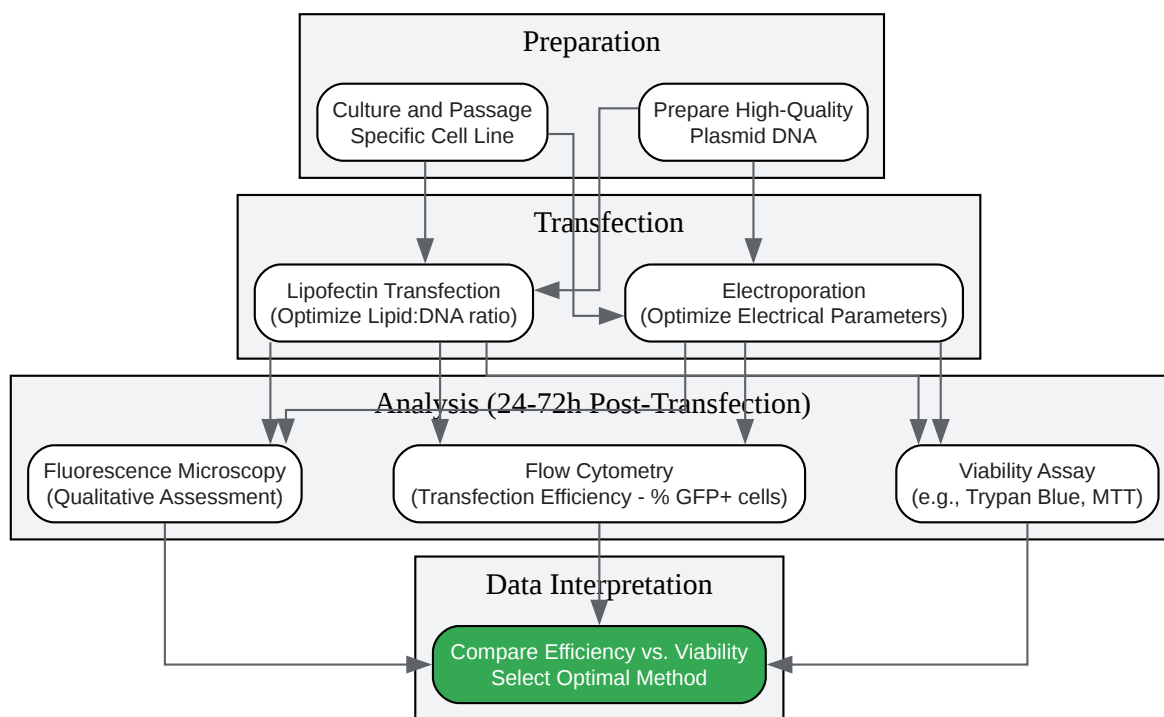 Preparation
Culture and Passage
Specific Cell Line
Prepare High-Quality
Plasmid DNA
Transfection
Lipofectin Transfection
(Optimize Lipid:DNA ratio)
Electroporation
(Optimize Electrical Parameters)
Analysis (24-72h Post-Transfection)
Fluorescence Microscopy
(Qualitative Assessment)
Flow Cytometry
(Transfection Efficiency - % GFP+ cells)
Viability Assay
(e.g., Trypan Blue, MTT)
Data Interpretation
Compare Efficiency vs. Viability
Select Optimal Method